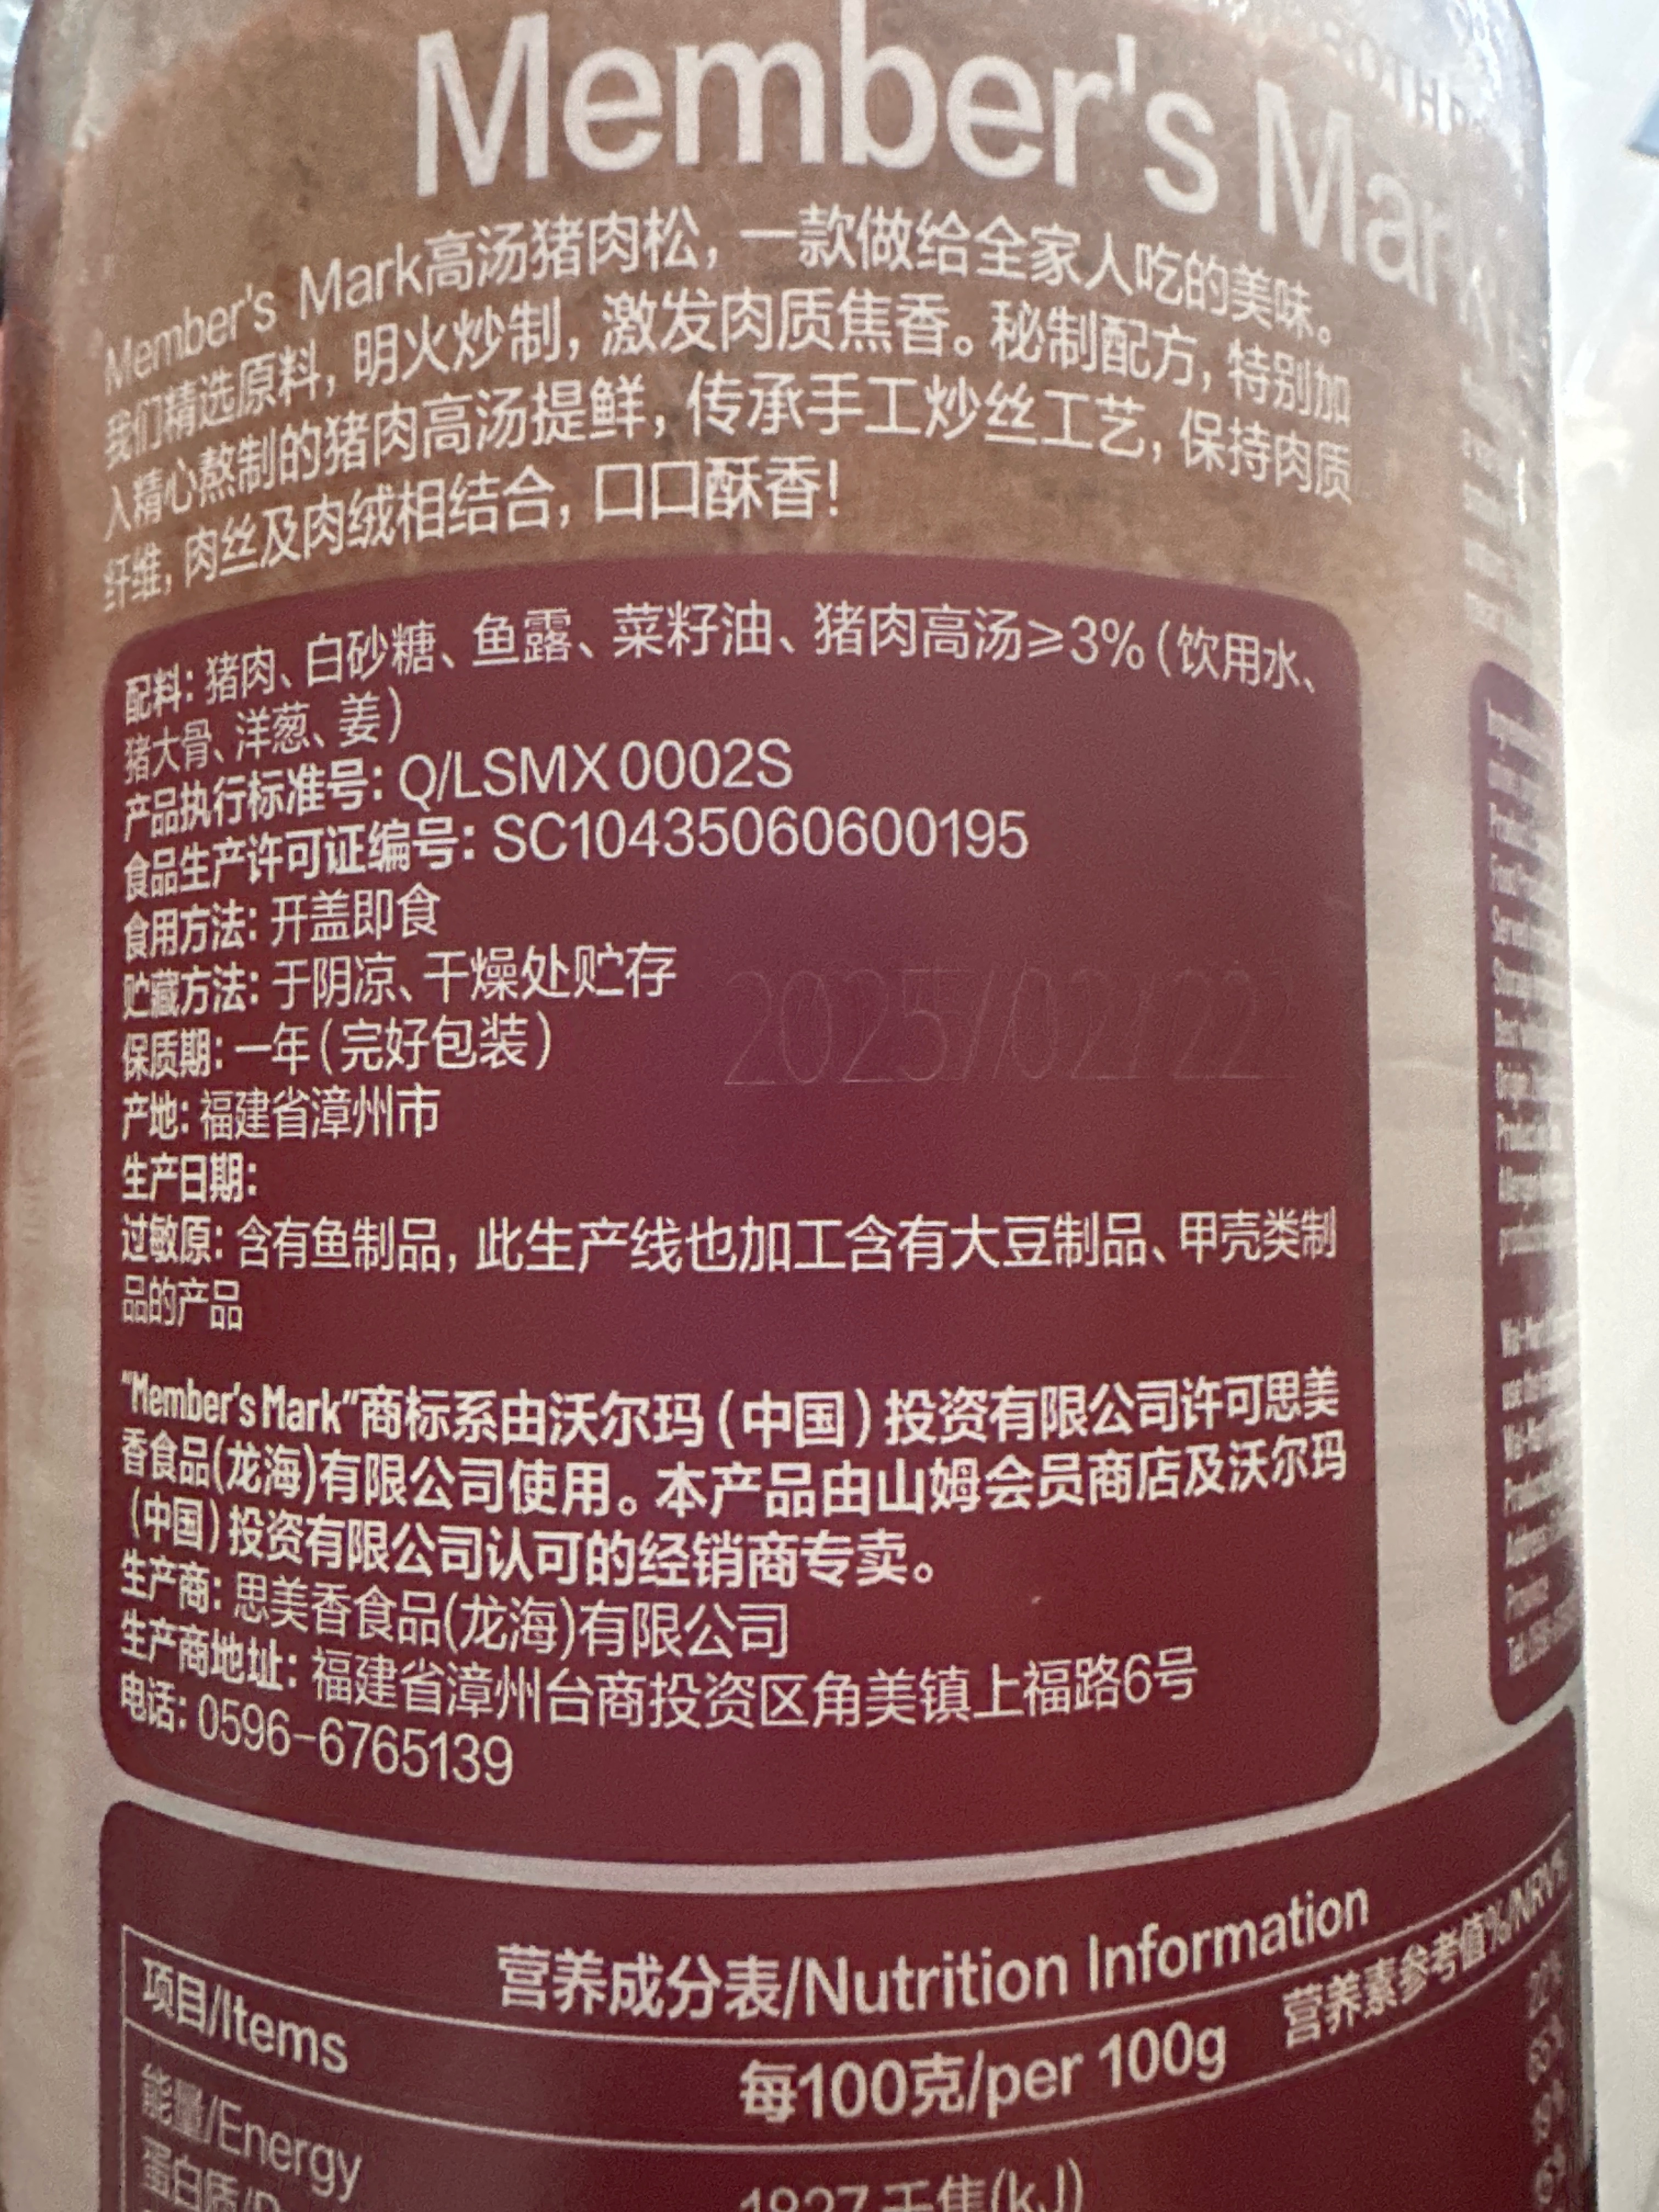 Member's Mark
Member's Mark高汤猪肉松，一款做给全家人吃的美味。
我们精选原料，明火炒制，激发肉质焦香。秘制配方，特别加
入精心熬制的猪肉高汤提鲜，传承手工炒丝工艺，保持肉质
纤维，肉丝及肉绒相结合，口口酥香！
配料：猪肉、白砂糖、鱼露、菜籽油、猪肉高汤≥3%（饮用水、
猪大骨、洋葱、姜）
产品执行标准号：Q/LSMX 0002S
食品生产许可证编号：SC10435060600195
食用方法：开盖即食
贮藏方法：于阴凉、干燥处贮存
保质期：一年（完好包装）
2025/02/22
产地：福建省漳州市
生产日期：
过敏原：含有鱼制品，此生产线也加工含有大豆制品、甲壳类制
品的产品
"Member's Mark"商标系由沃尔玛（中国）投资有限公司许可思美
香食品(龙海)有限公司使用。本产品由山姆会员商店及沃尔玛
（中国）投资有限公司认可的经销商专卖。
生产商：思美香食品(龙海)有限公司
生产商地址：福建省漳州台商投资区角美镇上福路6号
电话：0596-6765139
营养成分表/Nutrition Information
项目/Items 每100克/per 100g 营养素参考值%/NRV%
能量/Energy 1827 千焦(kJ) 22%
蛋白质